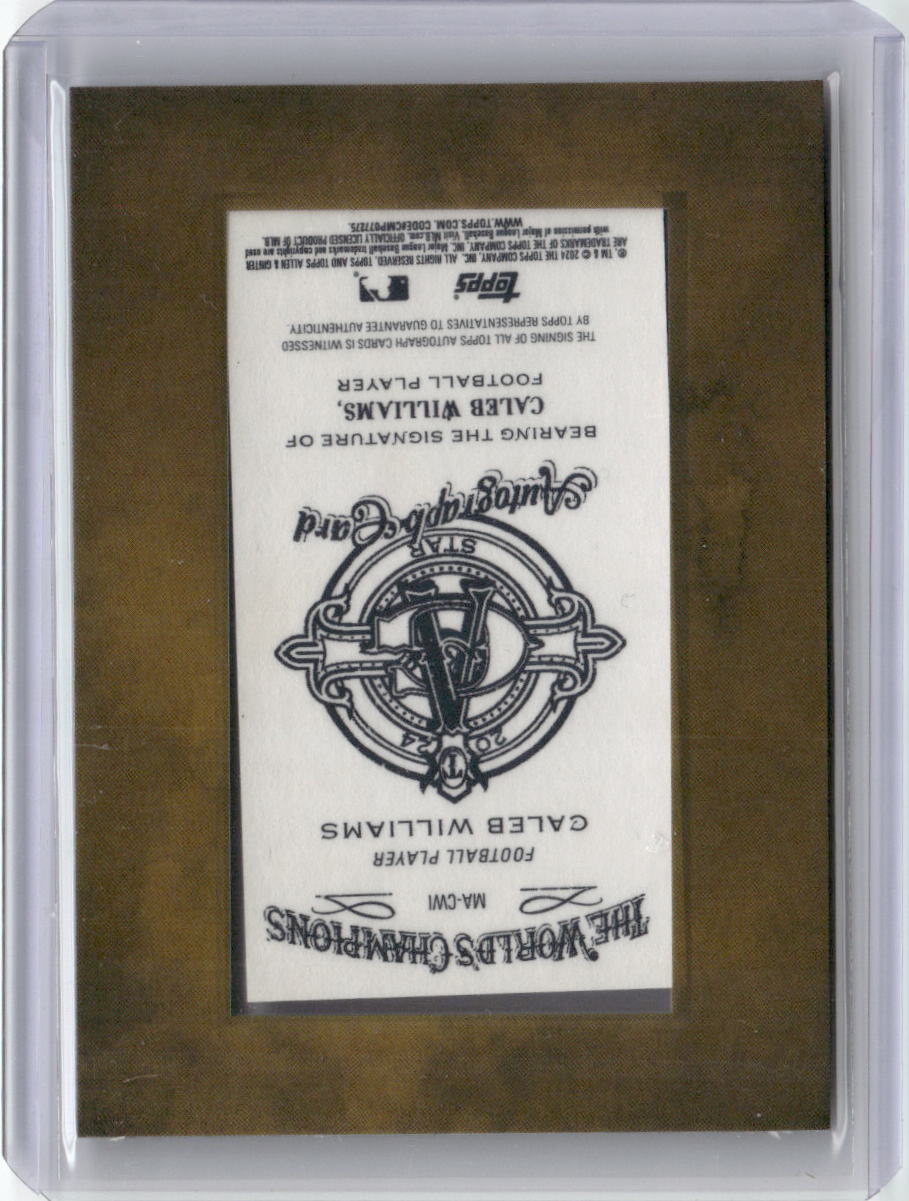 THE WORLD'S CHAMPIONS
MA-CWI
FOOTBALL PLAYER
CALEB WILLIAMS
T
20 24
STAR
Autograph Card
BEARING THE SIGNATURE OF
CALEB WILLIAMS,
FOOTBALL PLAYER
THE SIGNING OF ALL TOPPS AUTOGRAPH CARDS IS WITNESSED
BY TOPPS REPRESENTATIVES TO GUARANTEE AUTHENTICITY.
topps
® TM & © 2024 THE TOPPS COMPANY, INC. ALL RIGHTS RESERVED. TOPPS AND TOPPS ALLEN & GINTER
ARE TRADEMARKS OF THE TOPPS COMPANY, INC. Major League Baseball trademarks and copyrights are used
with permission of Major League Baseball. Visit MLB.com. OFFICIALLY LICENSED PRODUCT OF MLB.
WWW.TOPPS.COM. CODE#CMP077275.